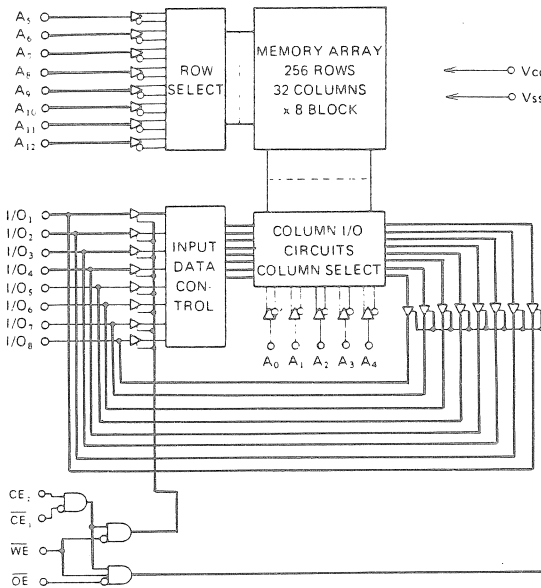 A5
A6
A7
A8
A9
A10
A11
A12
ROW
SELECT
MEMORY ARRAY
256 ROWS
32 COLUMNS
x 8 BLOCK
Vcc
Vss
I/O1
I/O2
I/O3
I/O4
I/O5
I/O6
I/O7
I/O8
INPUT
DATA
CON-
TROL
COLUMN I/O
CIRCUITS
COLUMN SELECT
A0 A1 A2 A3 A4
CE2
CE1
WE
OE